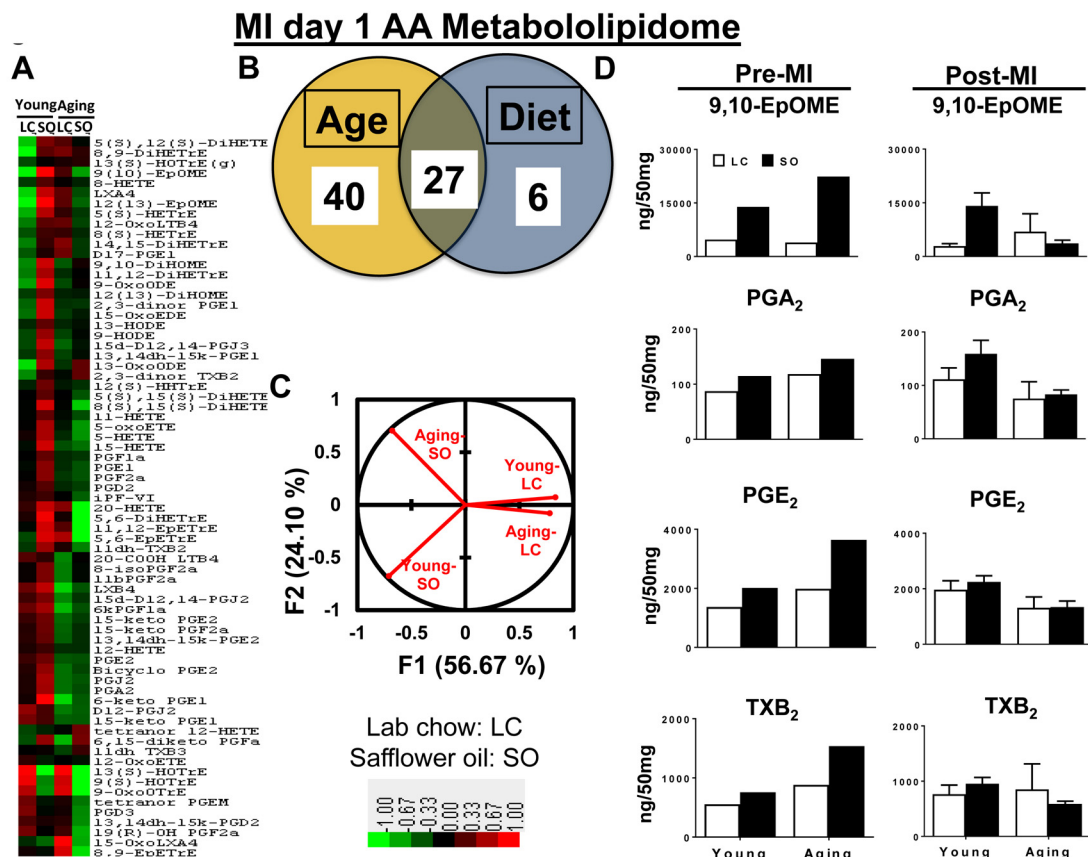 MI day 1 AA Metabololipidome
A
Young Aging
LC SO LC SO
5(S),12(S)-DiHETE
8,9-DiHETrE
13(S)-HOTrE(g)
9(10)-EpOME
8-HETE
LXA4
12(13)-EpOME
5(S)-HETrE
12-OxoLTB4
8(S)-HETrE
14,15-DiHETrE
D17-PGE1
9,10-DiHOME
11,12-DiHETrE
9-OxoODE
12(13)-DiHOME
2,3-dinor PGE1
15-OxoEDE
13-HODE
9-HODE
15d-D12,14-PGJ3
13,14dh-15k-PGE1
13-OxoODE
2,3-dinor TXB2
12(S)-HHTrE
5(S),15(S)-DiHETE
8(S),15(S)-DiHETE
11-HETE
5-oxoETE
5-HETE
15-HETE
PGF1a
PGE1
PGF2a
PGD2
iPF-VI
20-HETE
5,6-DiHETrE
11,12-EpETrE
5,6-EpETrE
11dh-TXB2
20-COOH LTB4
8-isoPGF2a
11bPGF2a
LXB4
15d-D12,14-PGJ2
6kPGF1a
15-keto PGE2
15-keto PGF2a
13,14dh-15k-PGE2
12-HETE
PGE2
Bicyclo PGE2
PGJ2
PGA2
6-keto PGE1
D12-PGJ2
15-keto PGE1
tetranor 12-HETE
6,15-diketo PGFa
11dh TXB3
12-OxoETE
13(S)-HOTrE
9(S)-HOTrE
9-OxoOTrE
tetranor PGEM
PGD3
13,14dh-15k-PGD2
19(R)-OH PGF2a
15-OxoLXA4
8,9-EpETrE
B
Age
Diet
40
27
6
C
1
0.5
0
-0.5
-1
-1 -0.5 0 0.5 1
F2 (24.10 %)
F1 (56.67 %)
Aging-
SO
Young-
LC
Aging-
LC
Young-
SO
Lab chow: LC
Safflower oil: SO
-1.00
-0.67
-0.33
0.00
0.33
0.67
1.00
D
Pre-MI
9,10-EpOME
ng/50mg
30000
15000
0
LC SO
Post-MI
9,10-EpOME
30000
15000
0
PGA2
ng/50mg
200
100
0
PGA2
200
100
0
PGE2
ng/50mg
4000
2000
0
PGE2
4000
2000
0
TXB2
ng/50mg
2000
1000
0
Young Aging
TXB2
2000
1000
0
Young Aging